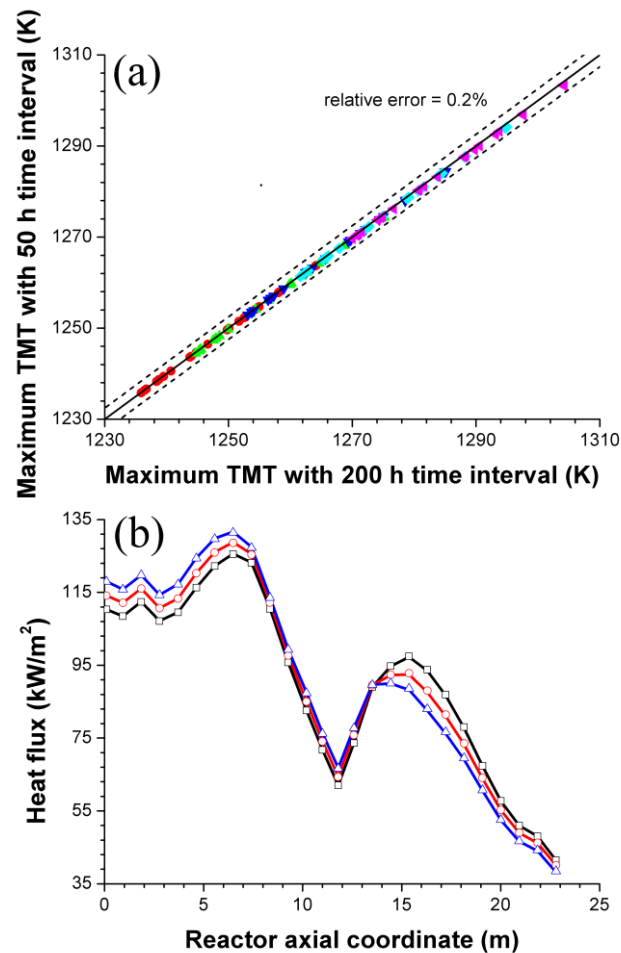 (a)
relative error = 0.2%
Maximum TMT with 50 h time interval (K)
1310
1290
1270
1250
1230
1230 1250 1270 1290 1310
Maximum TMT with 200 h time interval (K)
(b)
Heat flux (kW/m²)
135
115
95
75
55
35
0 5 10 15 20 25
Reactor axial coordinate (m)